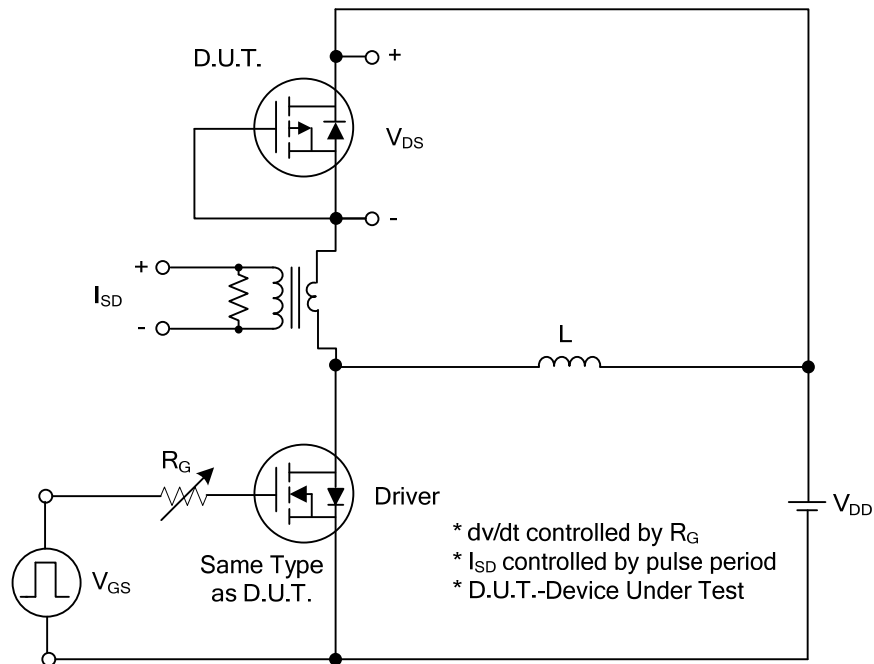 D.U.T.
+
V_DS
-
+
I_SD
-
L
R_G
Driver
V_DD
V_GS
Same Type
as D.U.T.
* dv/dt controlled by R_G
* I_SD controlled by pulse period
* D.U.T.-Device Under Test